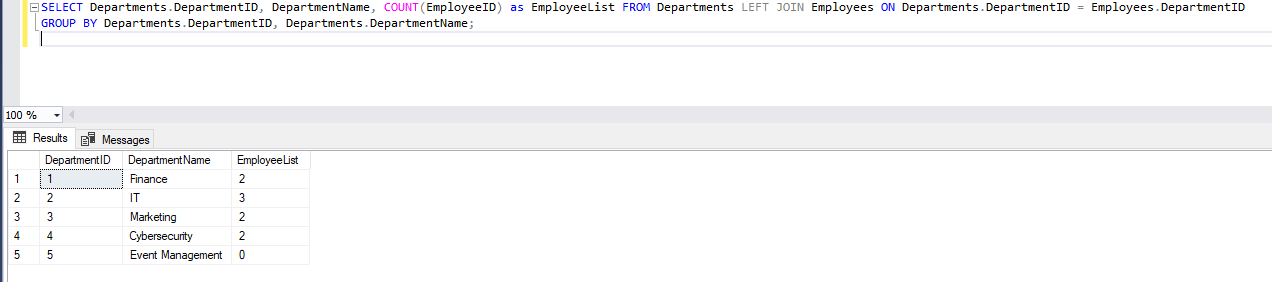 SELECT Departments.DepartmentID, DepartmentName, COUNT(EmployeeID) as EmployeeList FROM Departments LEFT JOIN Employees ON Departments.DepartmentID = Employees.DepartmentID
GROUP BY Departments.DepartmentID, Departments.DepartmentName;
100 %
Results Messages
DepartmentID DepartmentName EmployeeList
1 1 Finance 2
2 2 IT 3
3 3 Marketing 2
4 4 Cybersecurity 2
5 5 Event Management 0